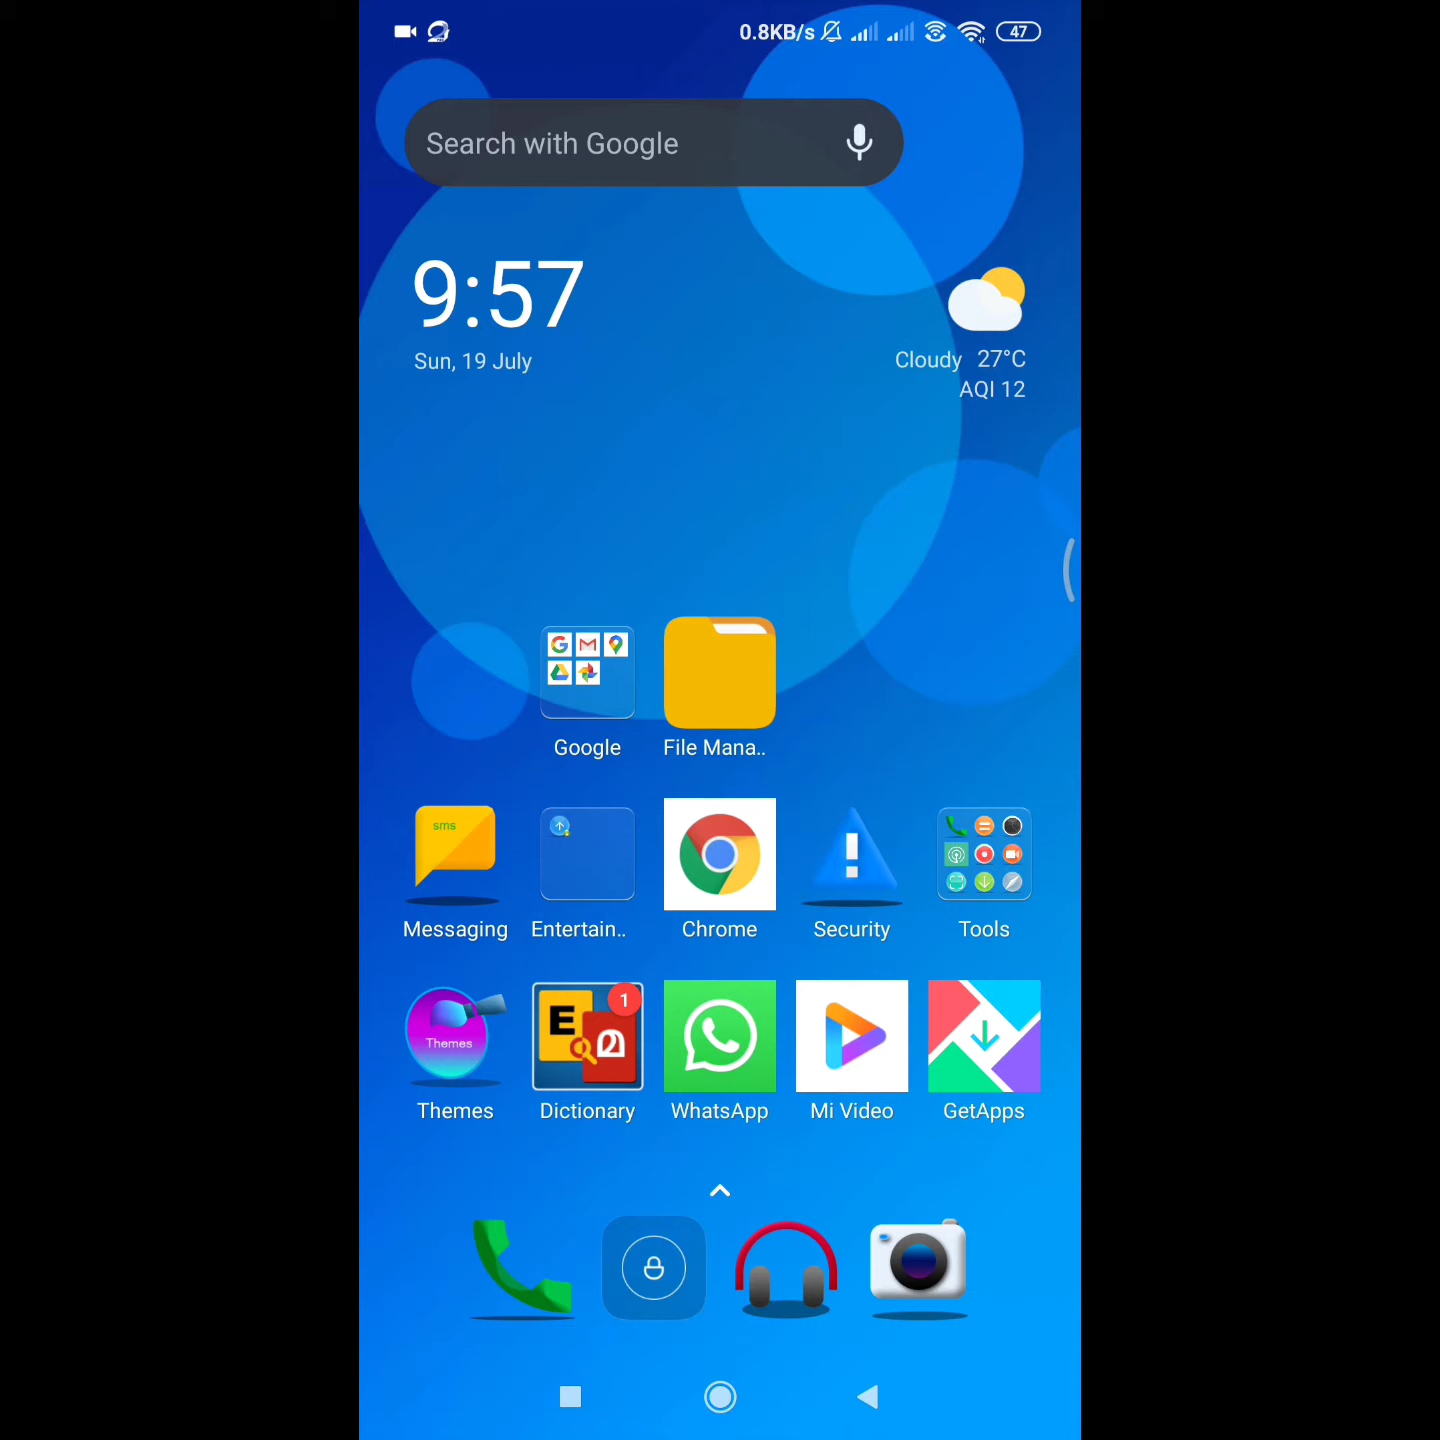 0.8KB/s 47
Search with Google
9:57
Sun, 19 July
Cloudy 27°C
AQI 12
Google
File Mana..
sms
Messaging
Entertain..
Chrome
Security
Tools
Themes
E
1
Themes
Dictionary
WhatsApp
Mi Video
GetApps